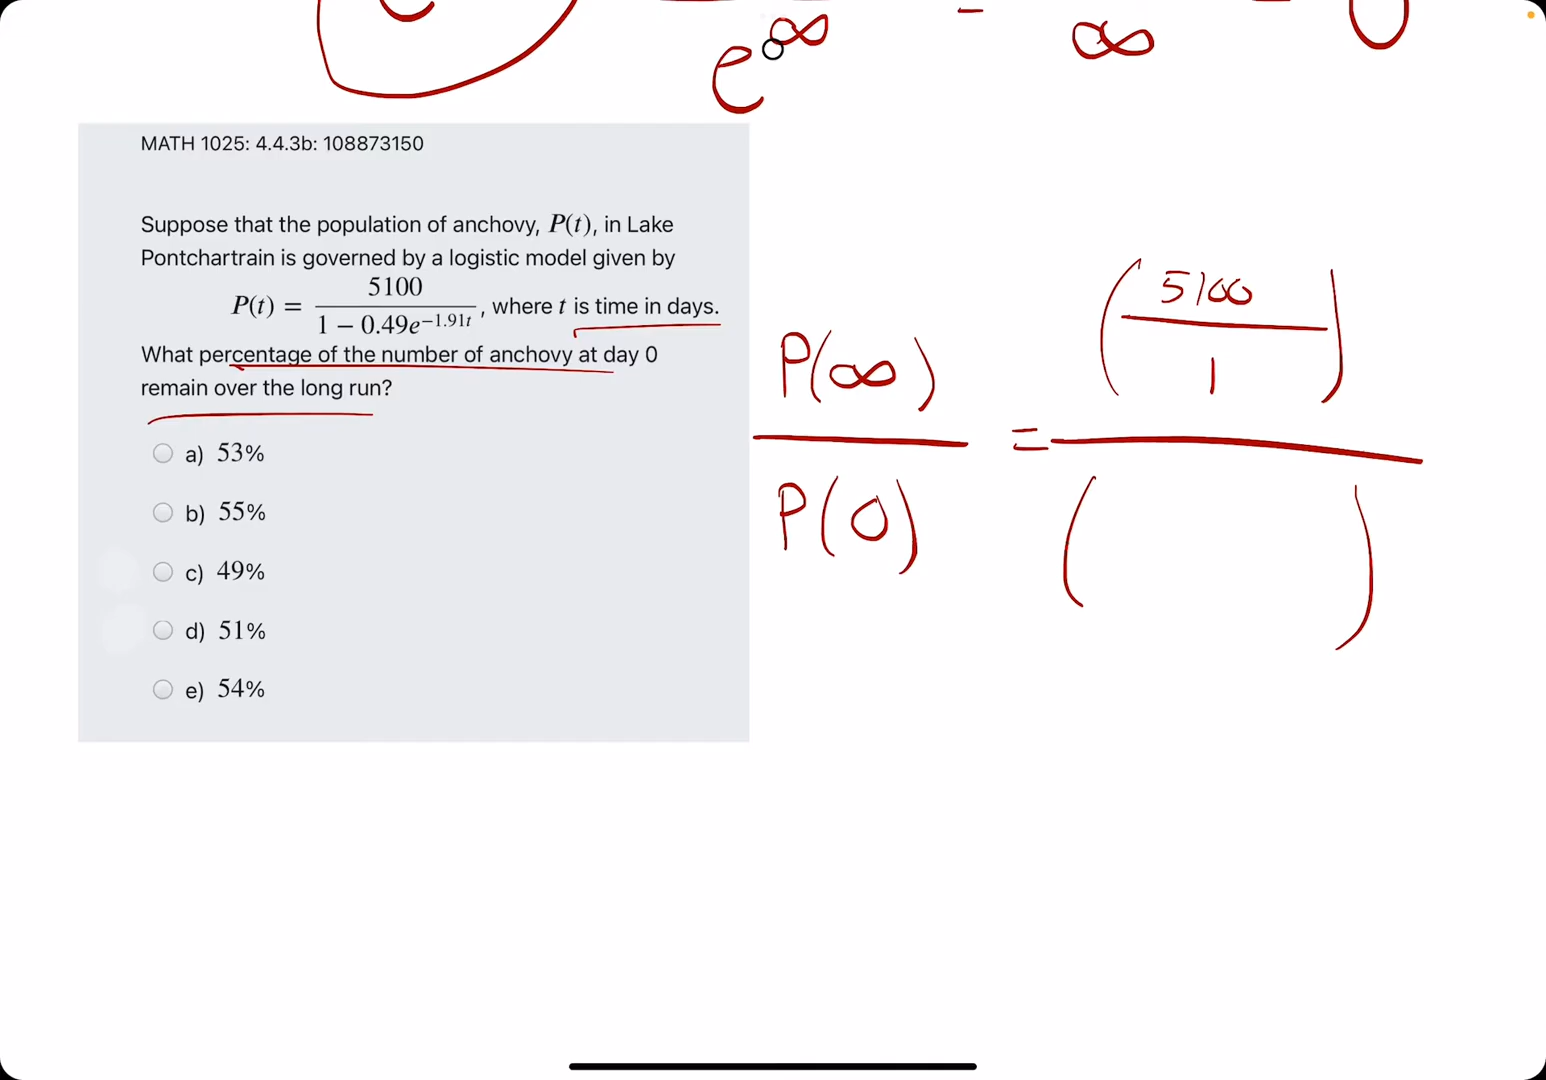 e^∞ - ∞ - 0
MATH 1025: 4.4.3b: 108873150
Suppose that the population of anchovy, P(t), in Lake
Pontchartrain is governed by a logistic model given by
P(t) = 5100 / (1 − 0.49e^(−1.91t)), where t is time in days.
What percentage of the number of anchovy at day 0
remain over the long run?
a) 53%
b) 55%
c) 49%
d) 51%
e) 54%
P(∞) / P(0) = (5100 / 1) / ( )